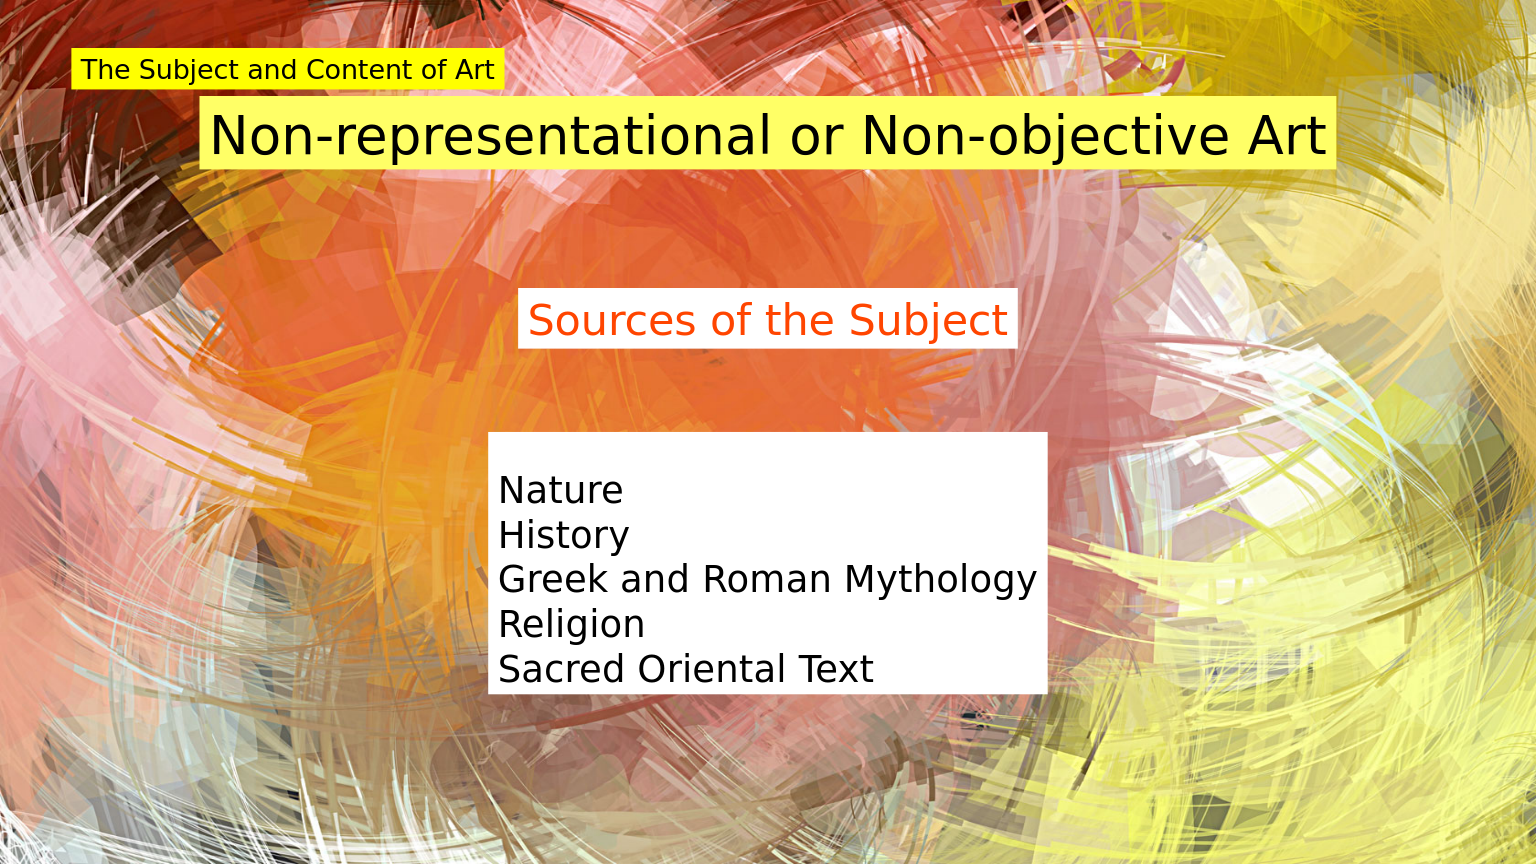 The Subject and Content of Art
Non-representational or Non-objective Art
Sources of the Subject
Nature
History
Greek and Roman Mythology
Religion
Sacred Oriental Text